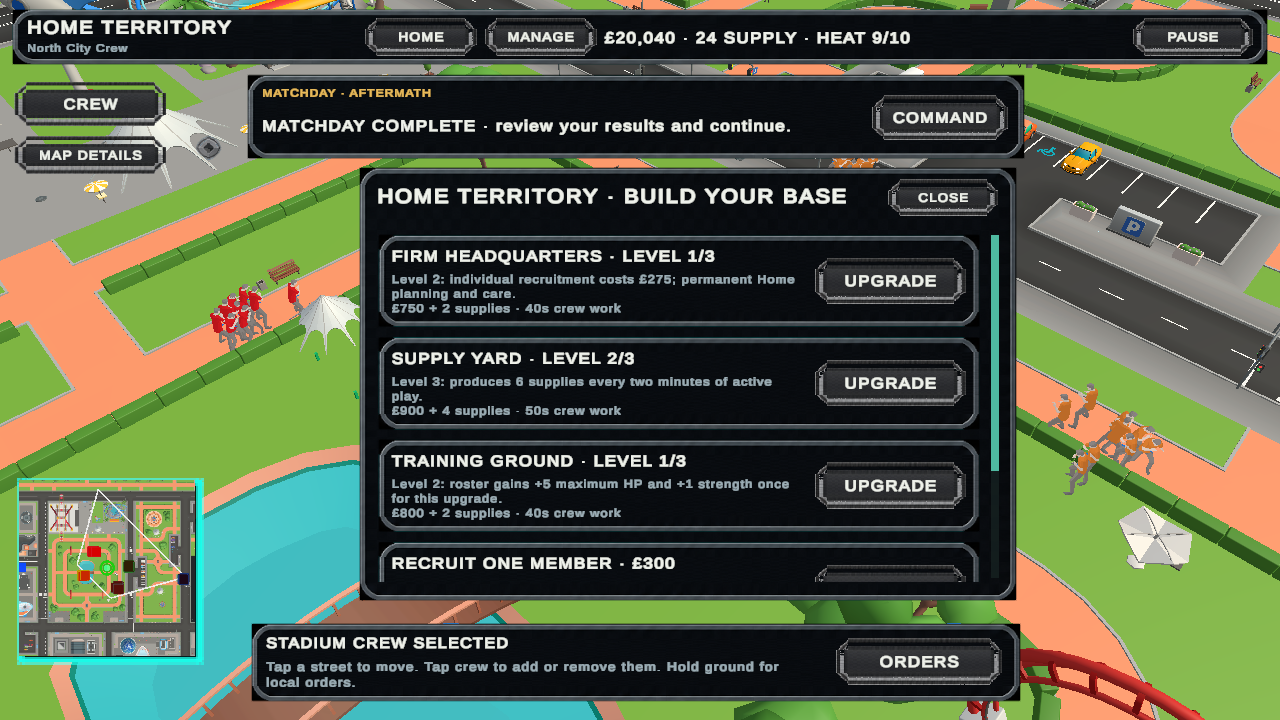 HOME TERRITORY
North City Crew
HOME
MANAGE
£20,040 · 24 SUPPLY · HEAT 9/10
PAUSE
CREW
MAP DETAILS
MATCHDAY · AFTERMATH
MATCHDAY COMPLETE · review your results and continue.
COMMAND
HOME TERRITORY · BUILD YOUR BASE
CLOSE
FIRM HEADQUARTERS · LEVEL 1/3
Level 2: individual recruitment costs £275; permanent Home
planning and care.
£750 + 2 supplies · 40s crew work
UPGRADE
SUPPLY YARD · LEVEL 2/3
Level 3: produces 6 supplies every two minutes of active
play.
£900 + 4 supplies · 50s crew work
UPGRADE
TRAINING GROUND · LEVEL 1/3
Level 2: roster gains +5 maximum HP and +1 strength once
for this upgrade.
£800 + 2 supplies · 40s crew work
UPGRADE
RECRUIT ONE MEMBER · £300
P
STADIUM CREW SELECTED
Tap a street to move. Tap crew to add or remove them. Hold ground for
local orders.
ORDERS